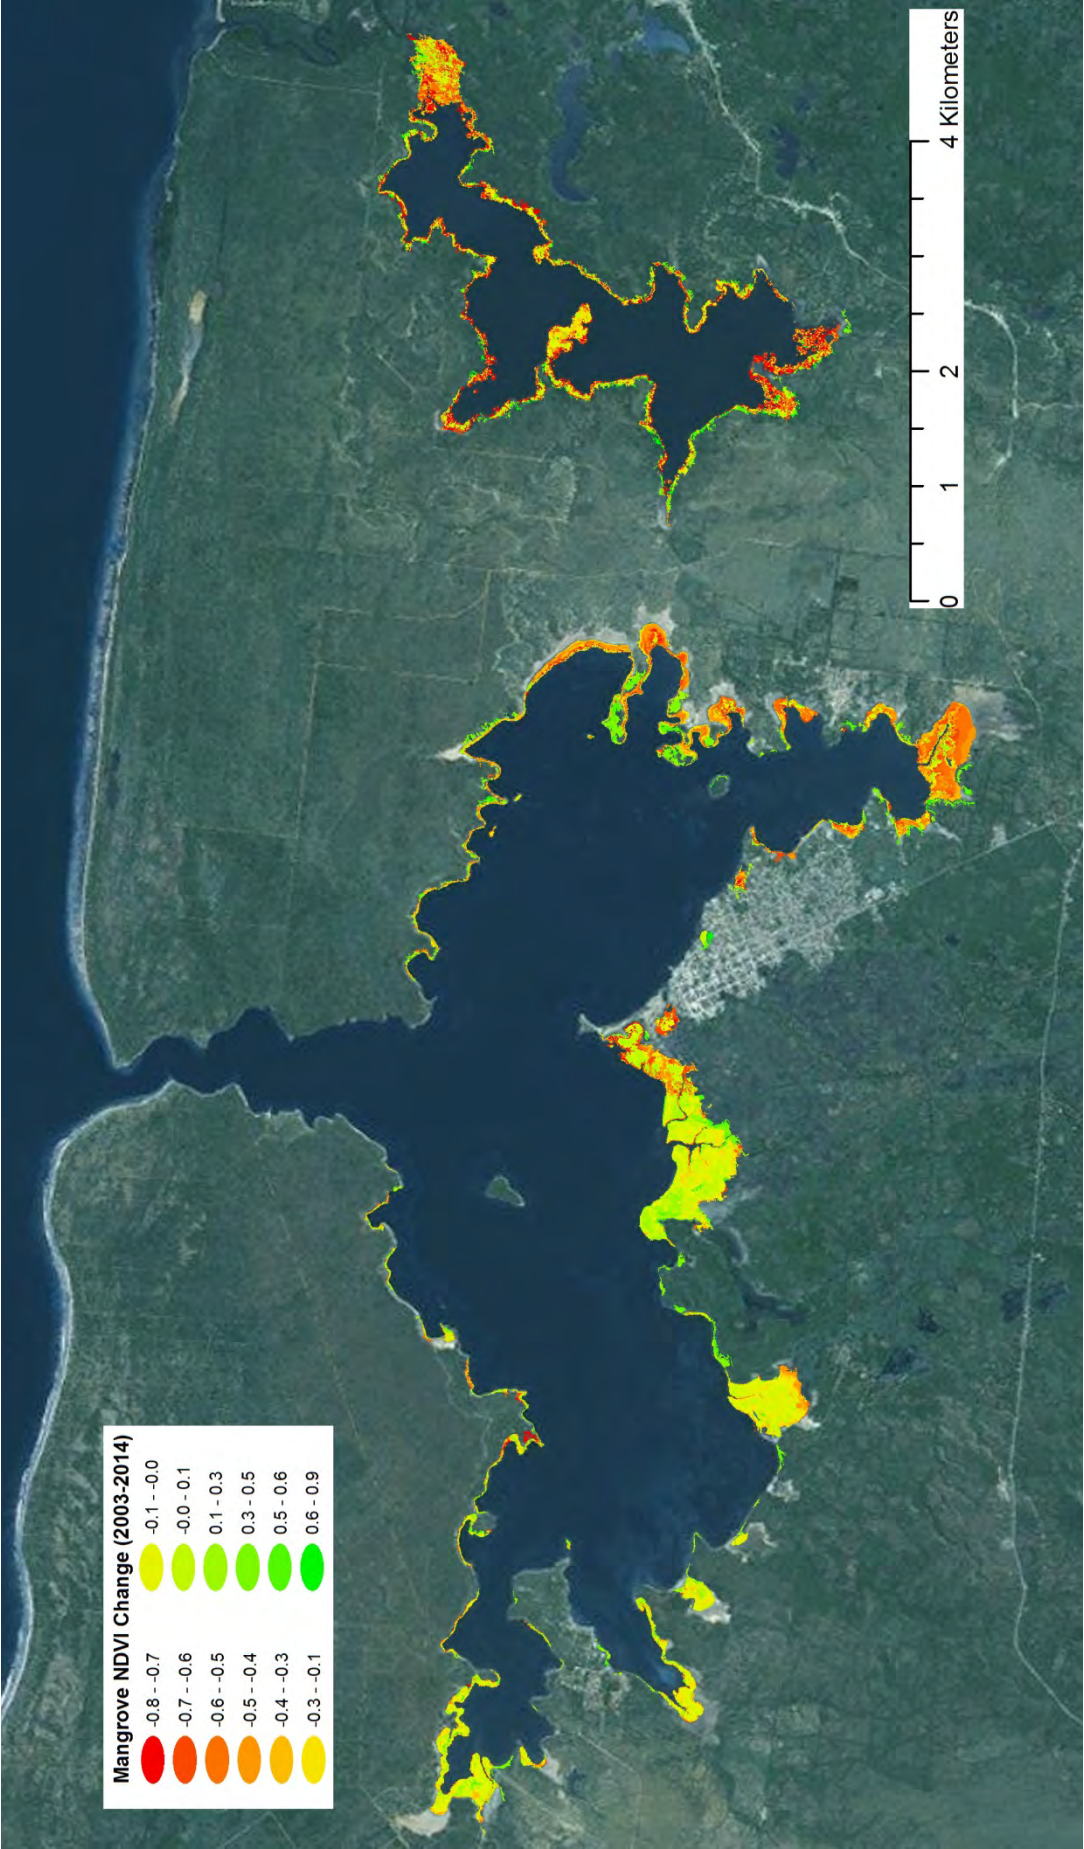 Mangrove NDVI Change (2003-2014)
-0.8 - -0.7
-0.1 - -0.0
-0.7 - -0.6
-0.0 - 0.1
-0.6 - -0.5
0.1 - 0.3
-0.5 - -0.4
0.3 - 0.5
-0.4 - -0.3
0.5 - 0.6
-0.3 - -0.1
0.6 - 0.9
0 1 2 4 Kilometers